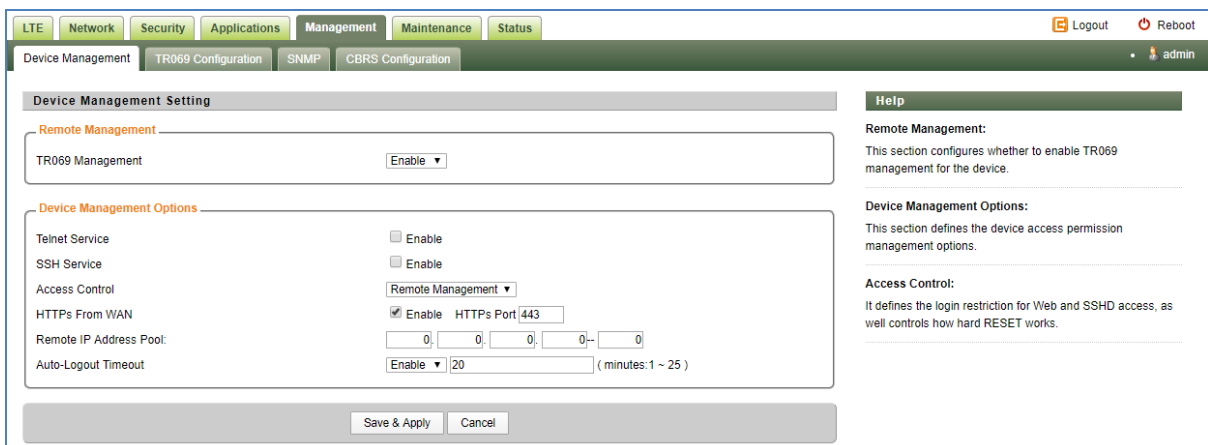 LTE Network Security Applications Management Maintenance Status Logout Reboot
Device Management TR069 Configuration SNMP CBRS Configuration admin
Device Management Setting
Remote Management
TR069 Management Enable
Device Management Options
Telnet Service Enable
SSH Service Enable
Access Control Remote Management
HTTPs From WAN Enable HTTPs Port 443
Remote IP Address Pool: 0. 0. 0. 0-- 0
Auto-Logout Timeout Enable 20 ( minutes:1 ~ 25 )
Save & Apply Cancel
Help
Remote Management:
This section configures whether to enable TR069
management for the device.
Device Management Options:
This section defines the device access permission
management options.
Access Control:
It defines the login restriction for Web and SSHD access, as
well controls how hard RESET works.